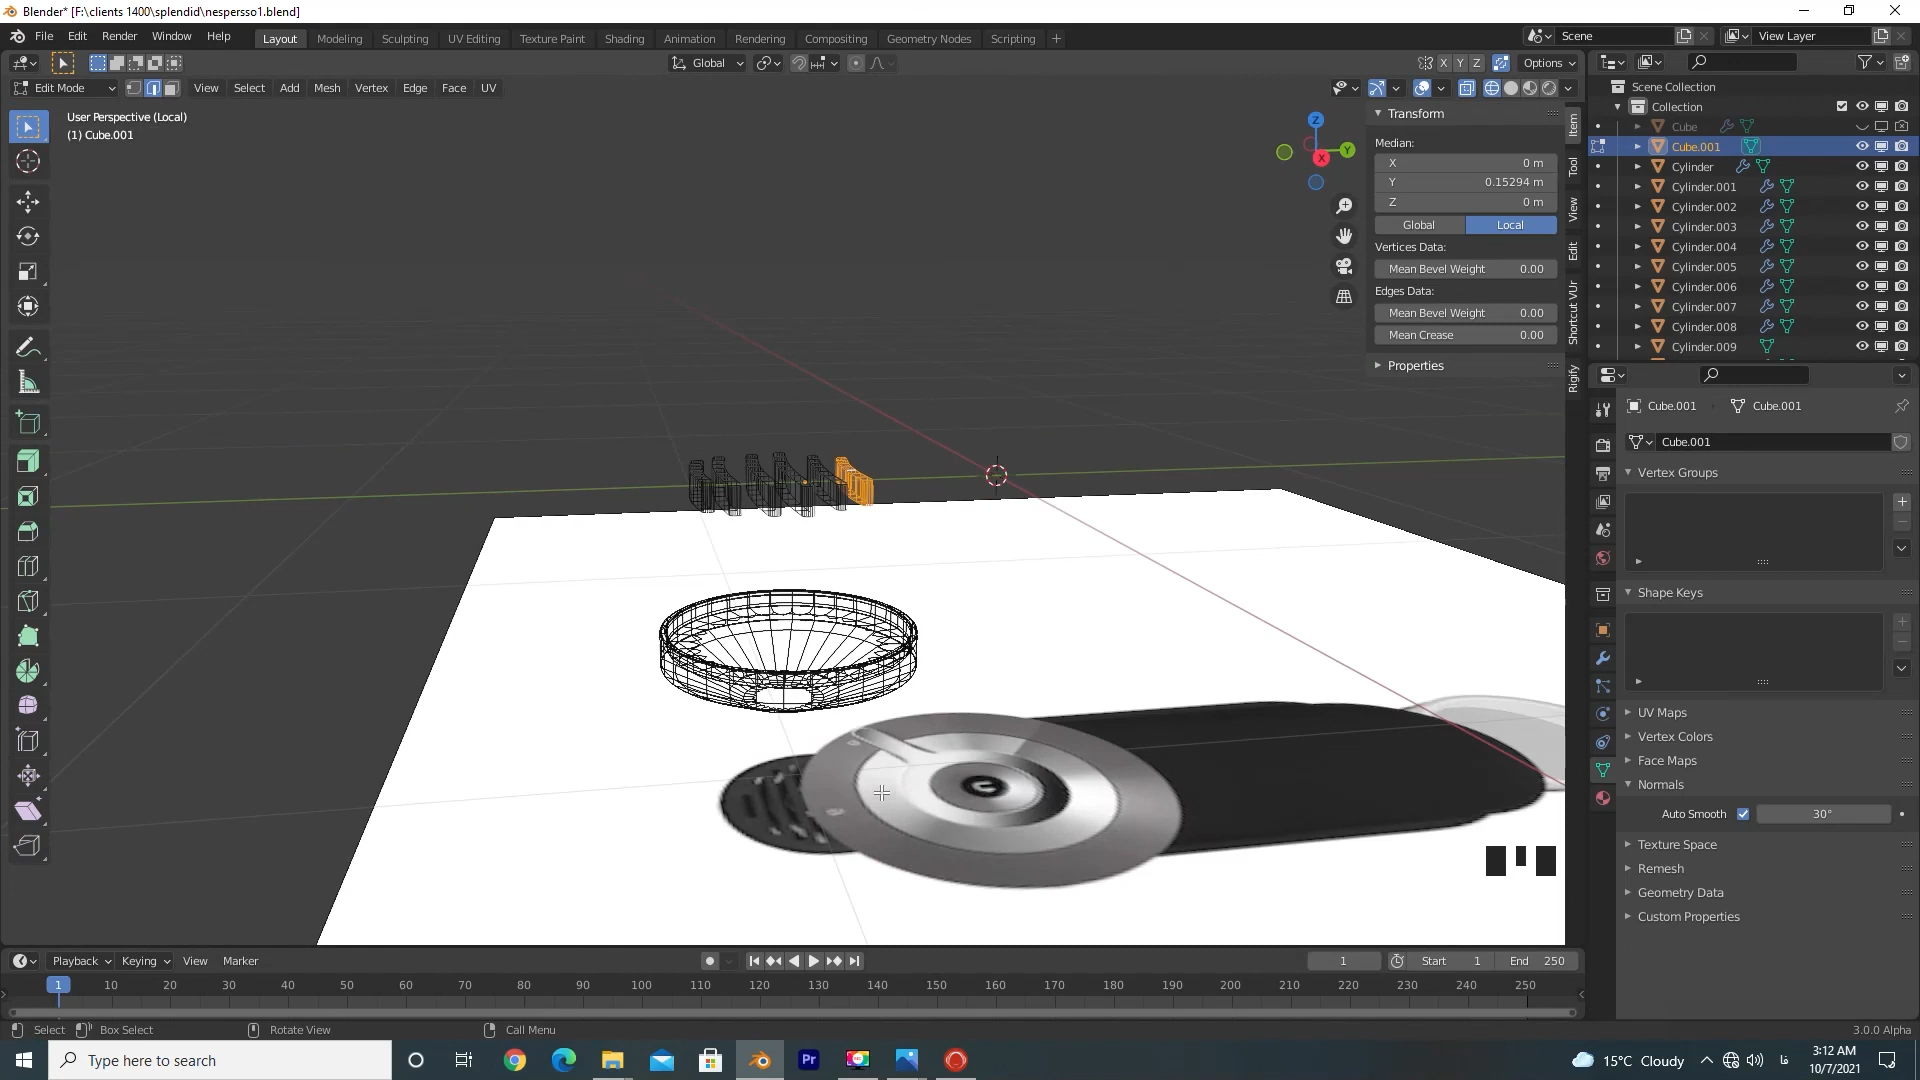 Blender* [F:\clients 1400\splendid\nespersso1.blend]
File Edit Render Window Help
Layout Modeling Sculpting UV Editing Texture Paint Shading Animation Rendering Compositing Geometry Nodes Scripting +
Scene View Layer
Global X Y Z Options
Edit Mode View Select Add Mesh Vertex Edge Face UV
User Perspective (Local)
(1) Cube.001
Z
Y
X
Transform
Median:
X 0 m
Y 0.15294 m
Z 0 m
Global Local
Vertices Data:
Mean Bevel Weight 0.00
Edges Data:
Mean Bevel Weight 0.00
Mean Crease 0.00
Properties
Item
Tool
View
Edit
Shortcut VUr
Rigify
Scene Collection
Collection
Cube
Cube.001
Cylinder
Cylinder.001
Cylinder.002
Cylinder.003
Cylinder.004
Cylinder.005
Cylinder.006
Cylinder.007
Cylinder.008
Cylinder.009
Cube.001 Cube.001
Cube.001
Vertex Groups
Shape Keys
UV Maps
Vertex Colors
Face Maps
Normals
Auto Smooth 30°
Texture Space
Remesh
Geometry Data
Custom Properties
Playback Keying View Marker
1 Start 1 End 250
1 10 20 30 40 50 60 70 80 90 100 110 120 130 140 150 160 170 180 190 200 210 220 230 240 250
Select Box Select Rotate View Call Menu 3.0.0 Alpha
Type here to search
Pr
15°C Cloudy
فا
3:12 AM
10/7/2021